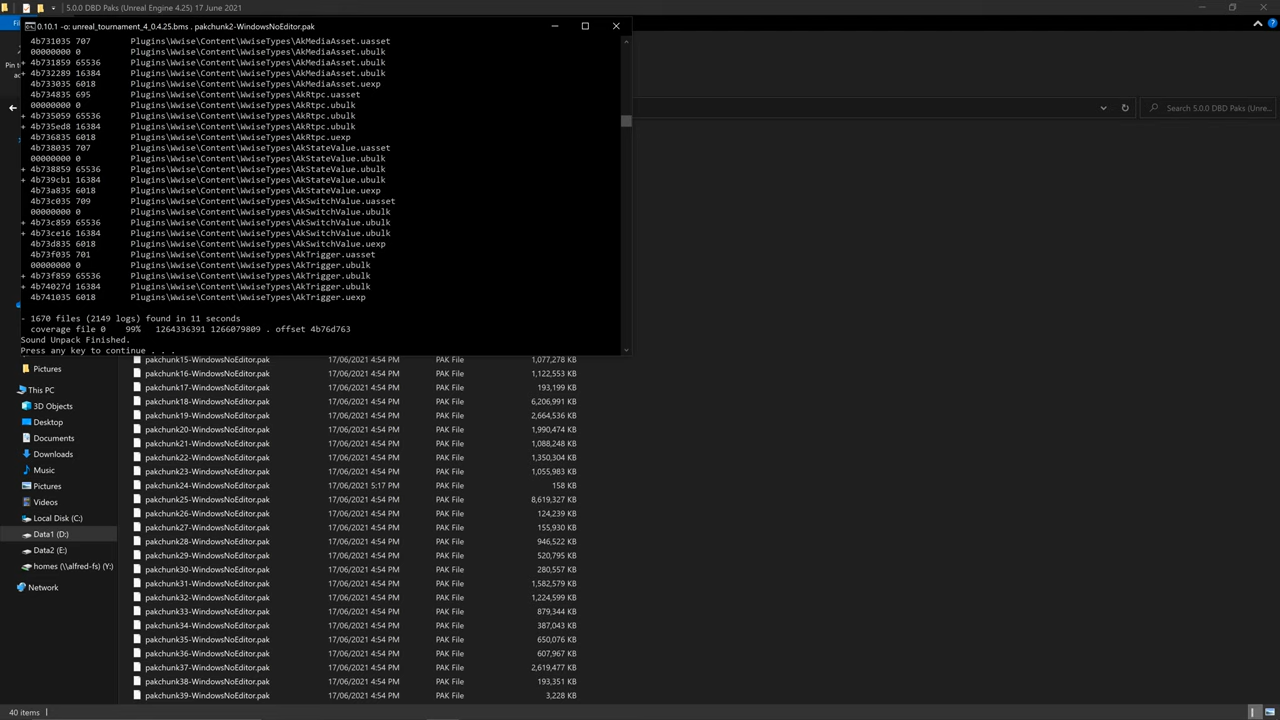 5.0.0 DBD Paks (Unreal Engine 4.25) 17 June 2021
0.10.1 -o: unreal_tournament_4_0.4.25.bms . pakchunk2-WindowsNoEditor.pak
4b731035 707 Plugins\Wwise\Content\WwiseTypes\AkMediaAsset.uasset
00000000 0 Plugins\Wwise\Content\WwiseTypes\AkMediaAsset.ubulk
+ 4b731859 65536 Plugins\Wwise\Content\WwiseTypes\AkMediaAsset.ubulk
+ 4b732289 16384 Plugins\Wwise\Content\WwiseTypes\AkMediaAsset.ubulk
4b733035 6018 Plugins\Wwise\Content\WwiseTypes\AkMediaAsset.uexp
4b734835 695 Plugins\Wwise\Content\WwiseTypes\AkRtpc.uasset
00000000 0 Plugins\Wwise\Content\WwiseTypes\AkRtpc.ubulk
+ 4b735059 65536 Plugins\Wwise\Content\WwiseTypes\AkRtpc.ubulk
+ 4b735ed8 16384 Plugins\Wwise\Content\WwiseTypes\AkRtpc.ubulk
4b736835 6018 Plugins\Wwise\Content\WwiseTypes\AkRtpc.uexp
4b738035 707 Plugins\Wwise\Content\WwiseTypes\AkStateValue.uasset
00000000 0 Plugins\Wwise\Content\WwiseTypes\AkStateValue.ubulk
+ 4b738859 65536 Plugins\Wwise\Content\WwiseTypes\AkStateValue.ubulk
+ 4b739cb1 16384 Plugins\Wwise\Content\WwiseTypes\AkStateValue.ubulk
4b73a835 6018 Plugins\Wwise\Content\WwiseTypes\AkStateValue.uexp
4b73c035 709 Plugins\Wwise\Content\WwiseTypes\AkSwitchValue.uasset
00000000 0 Plugins\Wwise\Content\WwiseTypes\AkSwitchValue.ubulk
+ 4b73c859 65536 Plugins\Wwise\Content\WwiseTypes\AkSwitchValue.ubulk
+ 4b73ce16 16384 Plugins\Wwise\Content\WwiseTypes\AkSwitchValue.ubulk
4b73d835 6018 Plugins\Wwise\Content\WwiseTypes\AkSwitchValue.uexp
4b73f035 701 Plugins\Wwise\Content\WwiseTypes\AkTrigger.uasset
00000000 0 Plugins\Wwise\Content\WwiseTypes\AkTrigger.ubulk
+ 4b73f859 65536 Plugins\Wwise\Content\WwiseTypes\AkTrigger.ubulk
+ 4b74027d 16384 Plugins\Wwise\Content\WwiseTypes\AkTrigger.ubulk
4b741035 6018 Plugins\Wwise\Content\WwiseTypes\AkTrigger.uexp
- 1670 files (2149 logs) found in 11 seconds
coverage file 0 99% 1264336391 1266079809 . offset 4b76d763
Sound Unpack Finished.
Press any key to continue . . .
Search 5.0.0 DBD Paks (Unre...
Pictures
This PC
3D Objects
Desktop
Documents
Downloads
Music
Pictures
Videos
Local Disk (C:)
Data1 (D:)
Data2 (E:)
homes (\\alfred-fs) (Y:)
Network
pakchunk15-WindowsNoEditor.pak 17/06/2021 4:54 PM PAK File 1,077,278 KB
pakchunk16-WindowsNoEditor.pak 17/06/2021 4:54 PM PAK File 1,122,553 KB
pakchunk17-WindowsNoEditor.pak 17/06/2021 4:54 PM PAK File 193,199 KB
pakchunk18-WindowsNoEditor.pak 17/06/2021 4:54 PM PAK File 6,206,991 KB
pakchunk19-WindowsNoEditor.pak 17/06/2021 4:54 PM PAK File 2,664,536 KB
pakchunk20-WindowsNoEditor.pak 17/06/2021 4:54 PM PAK File 1,990,474 KB
pakchunk21-WindowsNoEditor.pak 17/06/2021 4:54 PM PAK File 1,088,248 KB
pakchunk22-WindowsNoEditor.pak 17/06/2021 4:54 PM PAK File 1,350,304 KB
pakchunk23-WindowsNoEditor.pak 17/06/2021 4:54 PM PAK File 1,055,983 KB
pakchunk24-WindowsNoEditor.pak 17/06/2021 5:17 PM PAK File 158 KB
pakchunk25-WindowsNoEditor.pak 17/06/2021 4:54 PM PAK File 8,619,327 KB
pakchunk26-WindowsNoEditor.pak 17/06/2021 4:54 PM PAK File 124,239 KB
pakchunk27-WindowsNoEditor.pak 17/06/2021 4:54 PM PAK File 155,930 KB
pakchunk28-WindowsNoEditor.pak 17/06/2021 4:54 PM PAK File 946,522 KB
pakchunk29-WindowsNoEditor.pak 17/06/2021 4:54 PM PAK File 520,795 KB
pakchunk30-WindowsNoEditor.pak 17/06/2021 4:54 PM PAK File 280,557 KB
pakchunk31-WindowsNoEditor.pak 17/06/2021 4:54 PM PAK File 1,582,579 KB
pakchunk32-WindowsNoEditor.pak 17/06/2021 4:54 PM PAK File 1,224,599 KB
pakchunk33-WindowsNoEditor.pak 17/06/2021 4:54 PM PAK File 879,344 KB
pakchunk34-WindowsNoEditor.pak 17/06/2021 4:54 PM PAK File 387,043 KB
pakchunk35-WindowsNoEditor.pak 17/06/2021 4:54 PM PAK File 650,076 KB
pakchunk36-WindowsNoEditor.pak 17/06/2021 4:54 PM PAK File 607,967 KB
pakchunk37-WindowsNoEditor.pak 17/06/2021 4:54 PM PAK File 2,619,477 KB
pakchunk38-WindowsNoEditor.pak 17/06/2021 4:54 PM PAK File 193,351 KB
pakchunk39-WindowsNoEditor.pak 17/06/2021 4:54 PM PAK File 3,228 KB
40 items